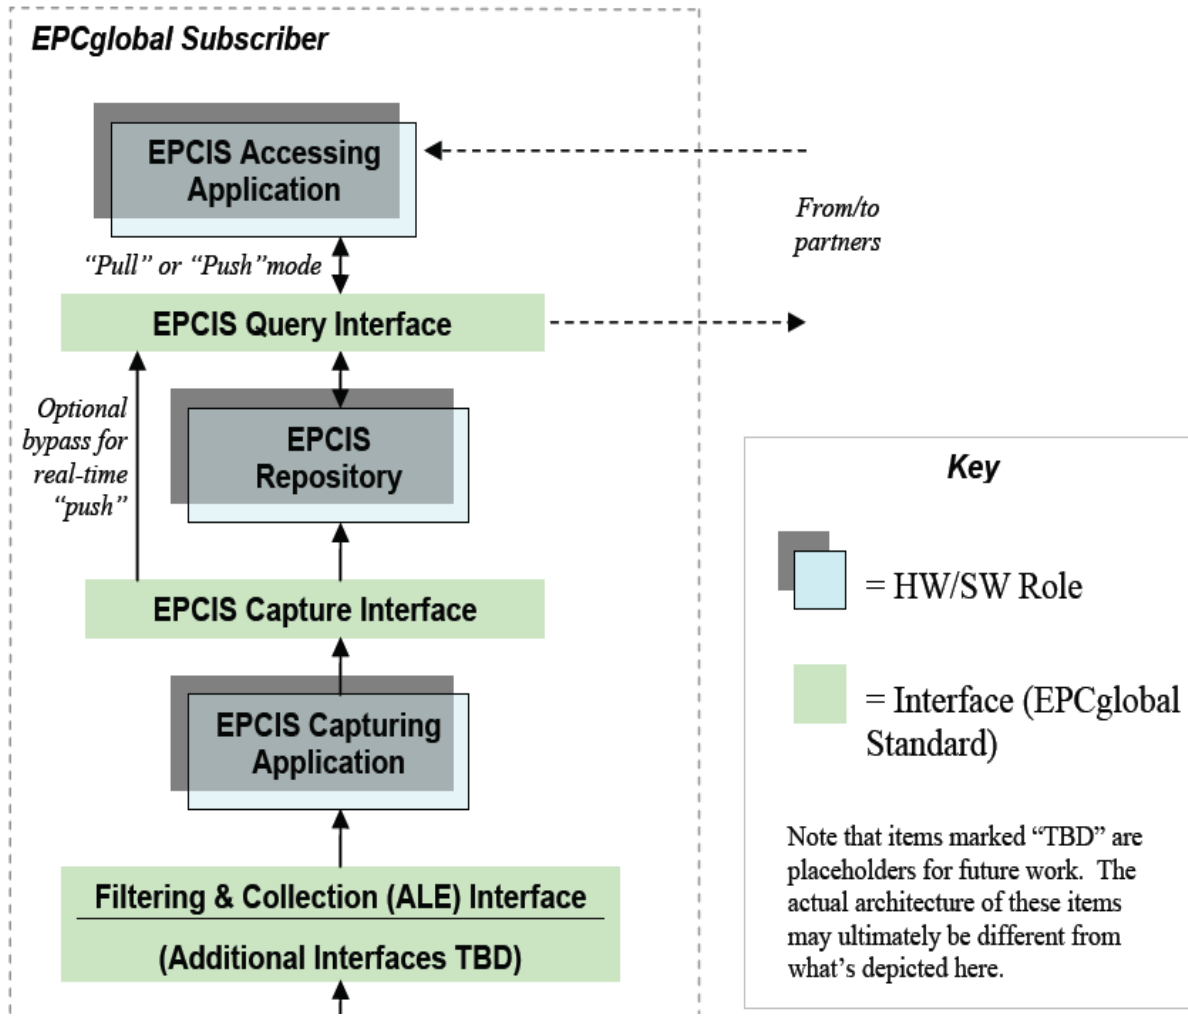 EPCglobal Subscriber
EPCIS Accessing
Application
From/to
partners
“Pull” or “Push”mode
EPCIS Query Interface
Optional
bypass for
real-time
“push”
EPCIS
Repository
EPCIS Capture Interface
EPCIS Capturing
Application
Filtering & Collection (ALE) Interface
(Additional Interfaces TBD)
Key
= HW/SW Role
= Interface (EPCglobal
Standard)
Note that items marked “TBD” are
placeholders for future work. The
actual architecture of these items
may ultimately be different from
what’s depicted here.